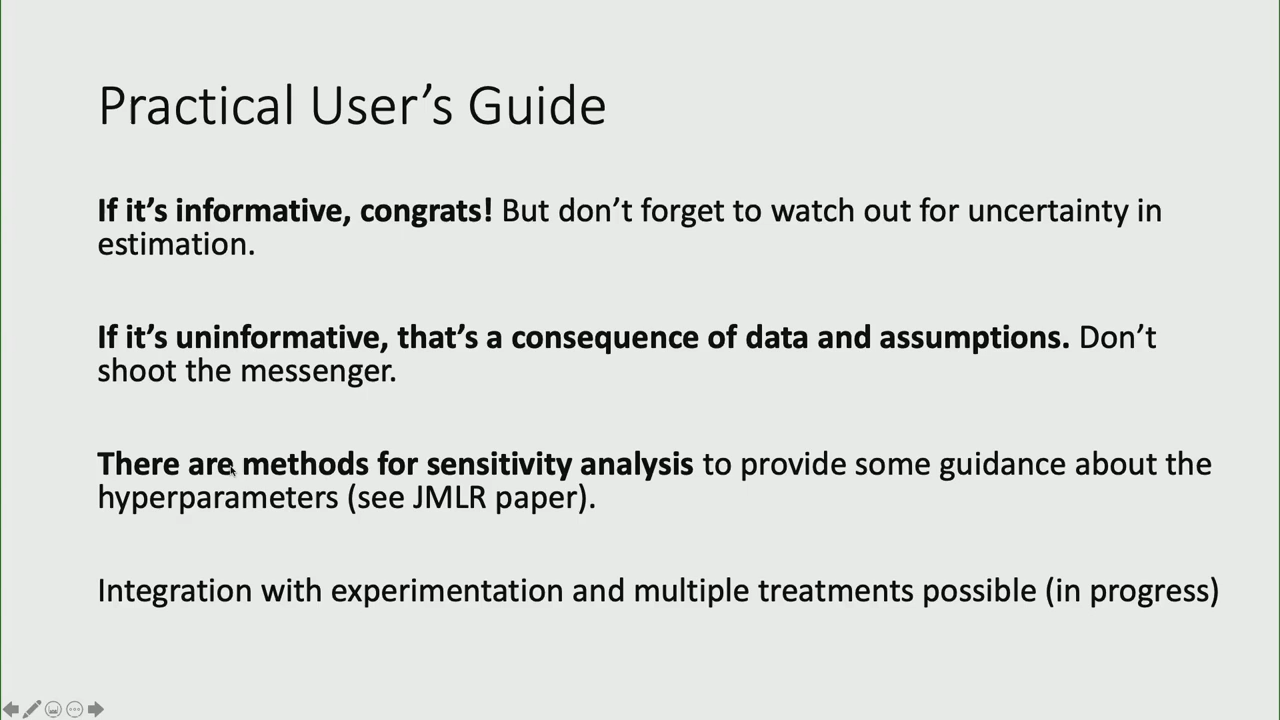 Practical User’s Guide
If it’s informative, congrats! But don’t forget to watch out for uncertainty in
estimation.
If it’s uninformative, that’s a consequence of data and assumptions. Don’t
shoot the messenger.
There are methods for sensitivity analysis to provide some guidance about the
hyperparameters (see JMLR paper).
Integration with experimentation and multiple treatments possible (in progress)